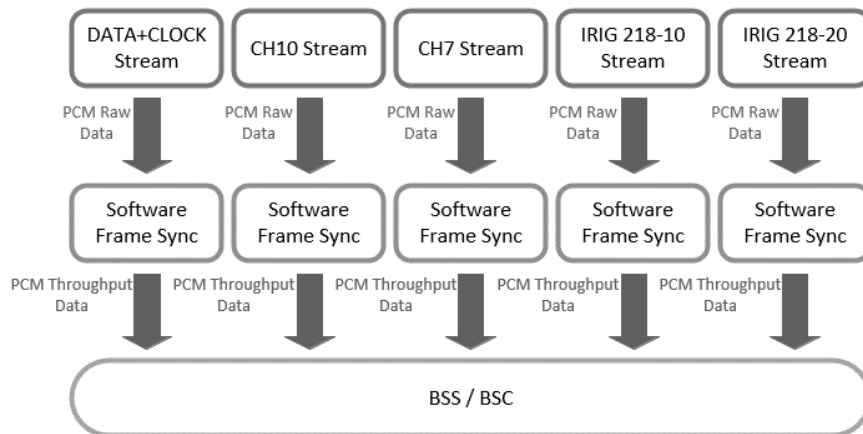 DATA+CLOCK
Stream
CH10 Stream
CH7 Stream
IRIG 218-10
Stream
IRIG 218-20
Stream
PCM Raw
Data
PCM Raw
Data
PCM Raw
Data
PCM Raw
Data
PCM Raw
Data
Software
Frame Sync
Software
Frame Sync
Software
Frame Sync
Software
Frame Sync
Software
Frame Sync
PCM Throughput
Data
PCM Throughput
Data
PCM Throughput
Data
PCM Throughput
Data
PCM Throughput
Data
BSS / BSC